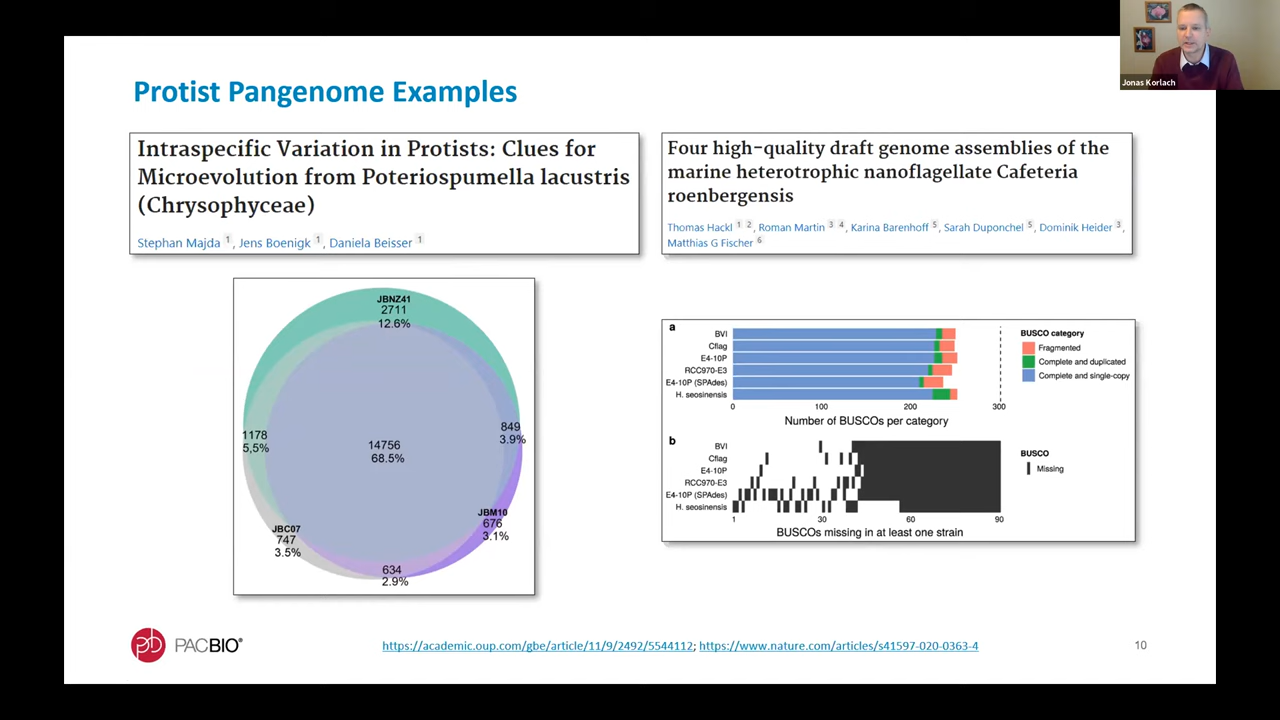 Jonas Korlach
Protist Pangenome Examples
Intraspecific Variation in Protists: Clues for
Microevolution from Poteriospumella lacustris
(Chrysophyceae)
Stephan Majda 1, Jens Boenigk 1, Daniela Beisser 1
Four high-quality draft genome assemblies of the
marine heterotrophic nanoflagellate Cafeteria
roenbergensis
Thomas Hackl 1 2, Roman Martin 3 4, Karina Barenhoff 5, Sarah Duponchel 5, Dominik Heider 3,
Matthias G Fischer 6
JBNZ41
2711
12.6%
1178
5,5%
849
3.9%
14756
68.5%
JBC07
747
3.5%
JBM10
676
3.1%
634
2.9%
a
BVI
Cflag
E4-10P
RCC970-E3
E4-10P (SPAdes)
H. seosinensis
0 100 200 300
Number of BUSCOs per category
BUSCO category
Fragmented
Complete and duplicated
Complete and single-copy
b
BVI
Cflag
E4-10P
RCC970-E3
E4-10P (SPAdes)
H. seosinensis
1 30 60 90
BUSCOs missing in at least one strain
BUSCO
Missing
PACBIO®
https://academic.oup.com/gbe/article/11/9/2492/5544112; https://www.nature.com/articles/s41597-020-0363-4
10